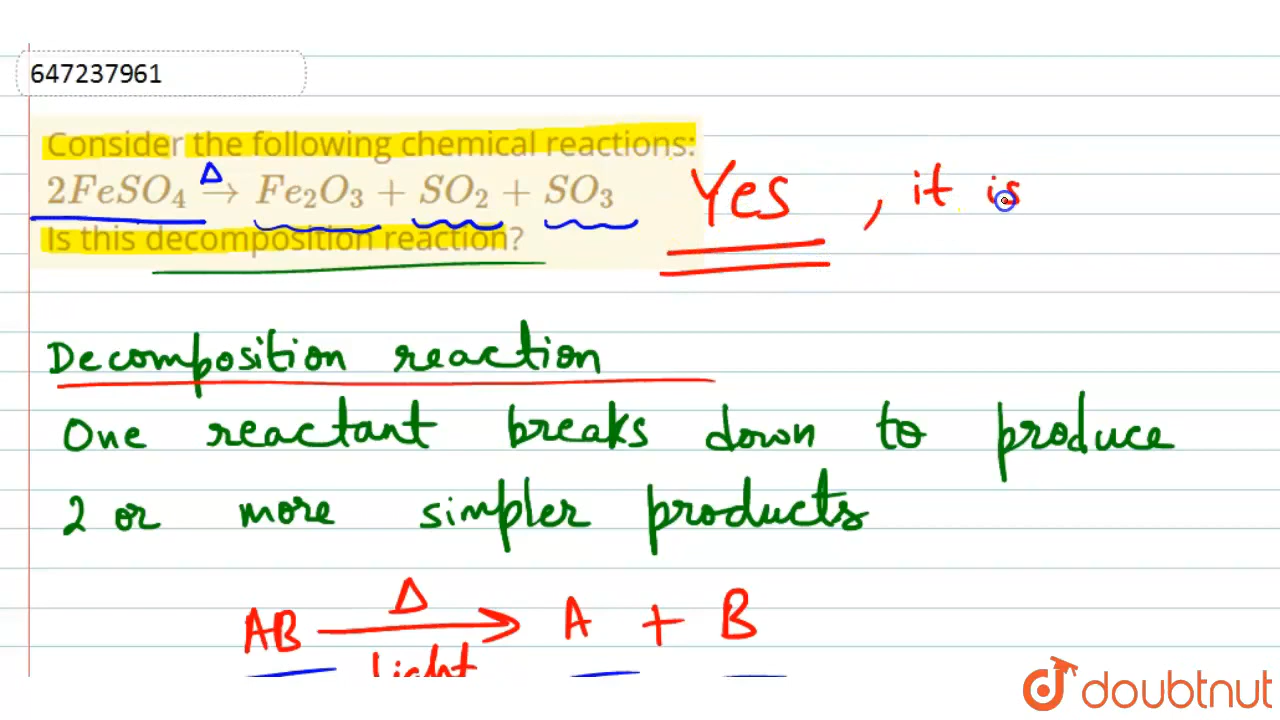 647237961
Consider the following chemical reactions:
2FeSO₄ →Δ Fe₂O₃ + SO₂ + SO₃
Yes, it is
Is this decomposition reaction?
Decomposition reaction
One reactant breaks down to produce
2 or more simpler products
Δ
AB → A + B
light
doubtnut